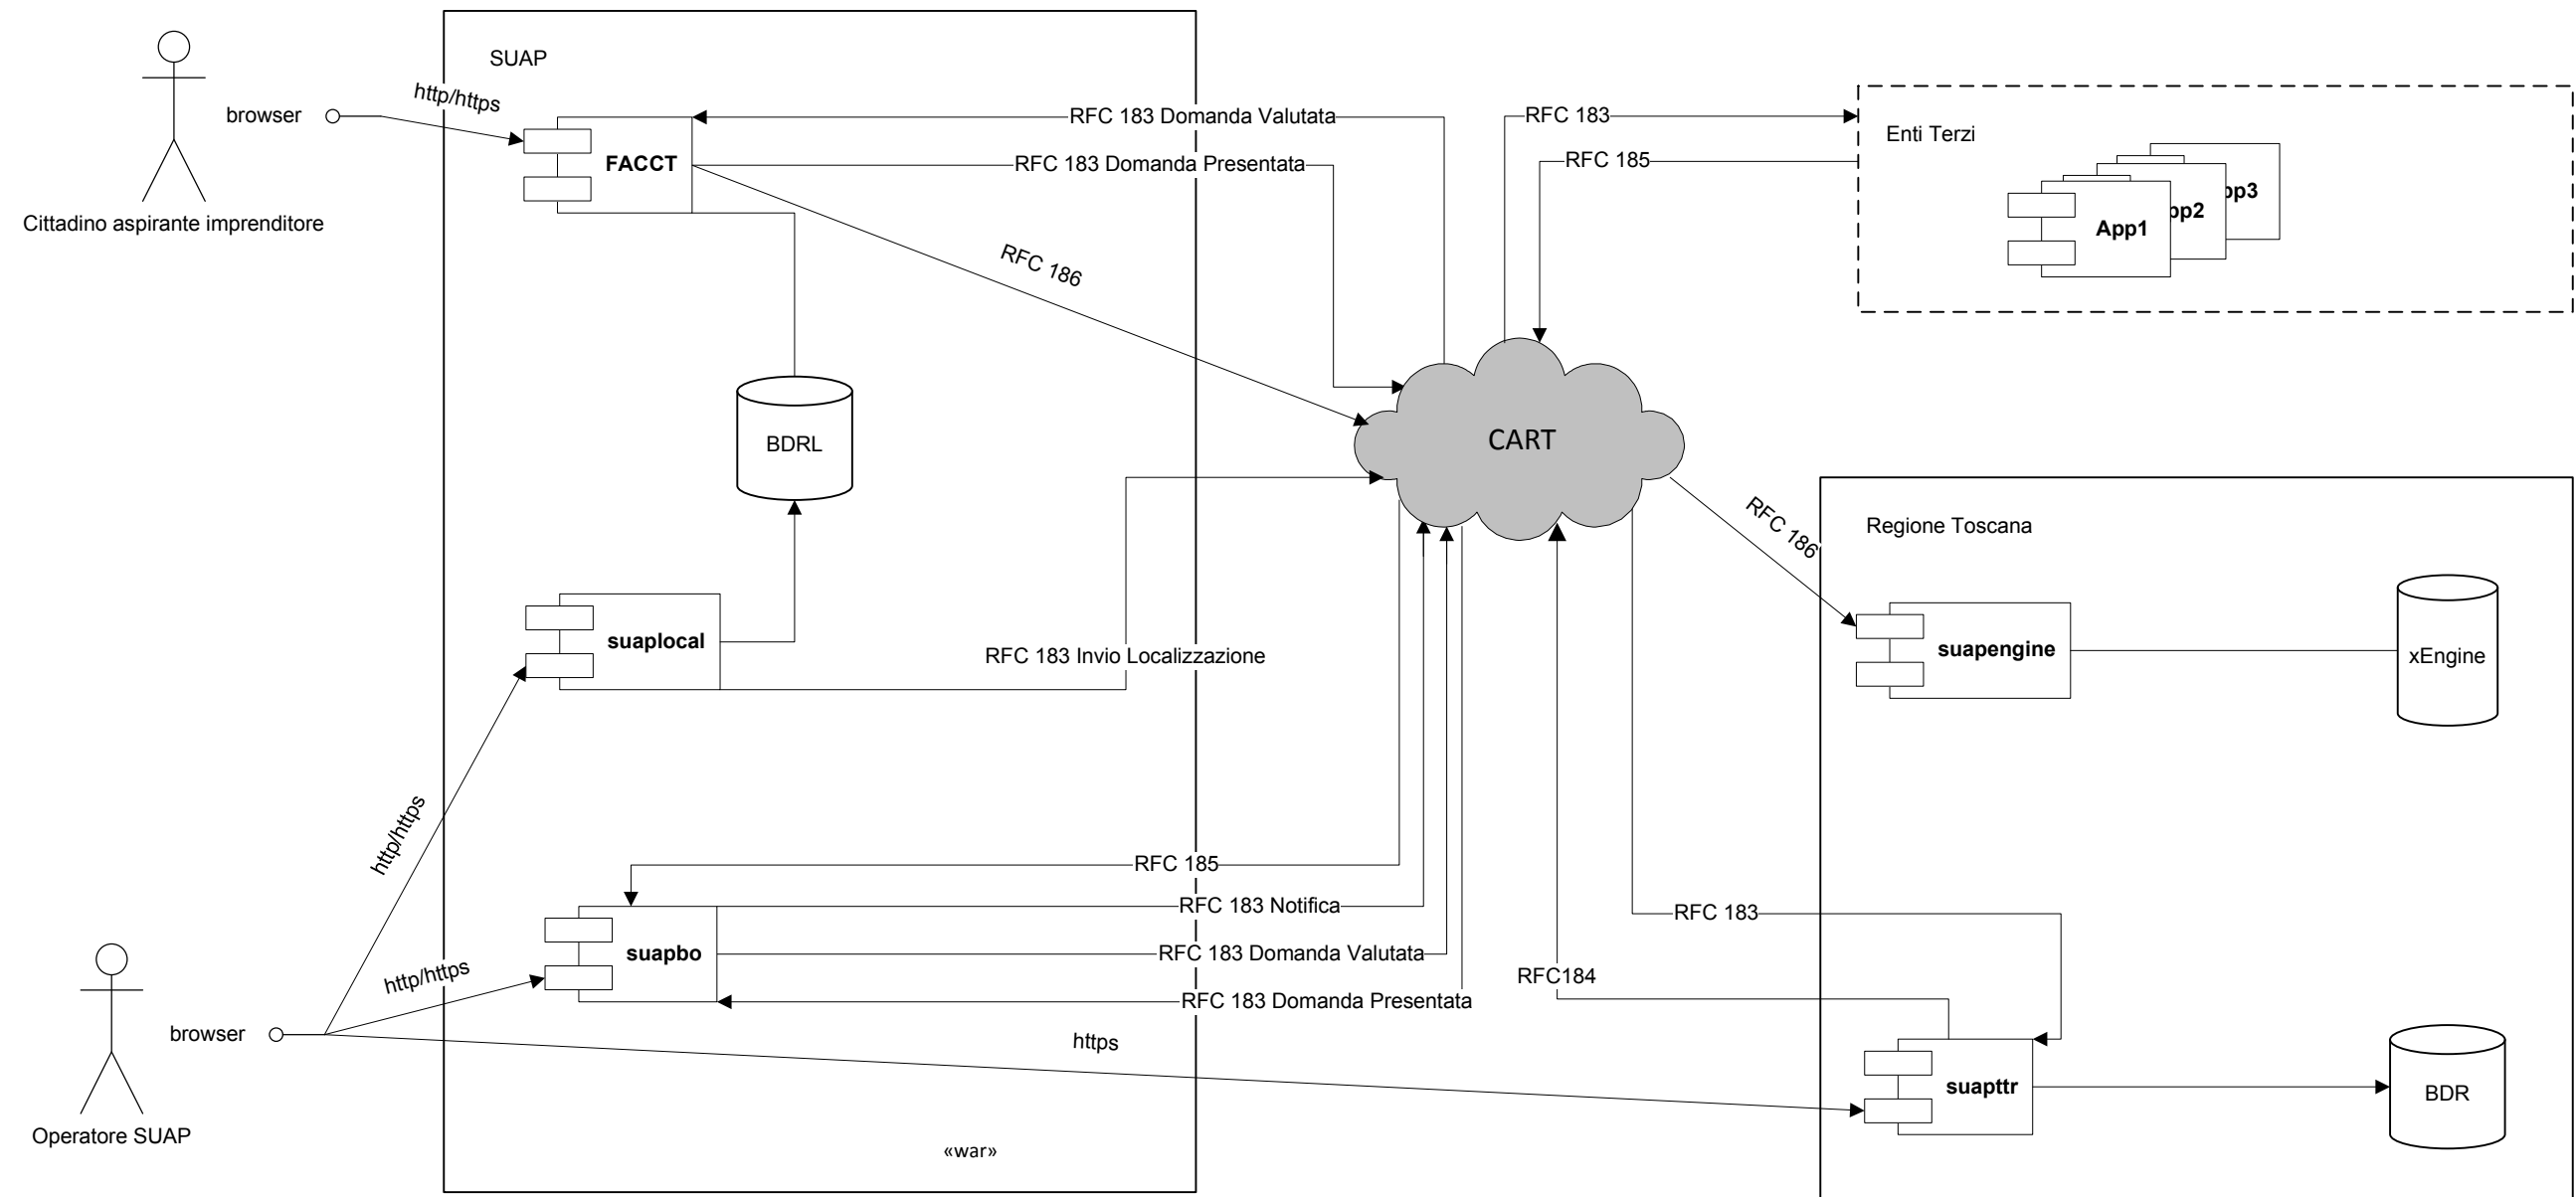 SUAP
http/https
browser
Cittadino aspirante imprenditore
FACCT
RFC 183 Domanda Valutata
RFC 183 Domanda Presentata
RFC 186
RFC 183
RFC 185
Enti Terzi
pp3
pp2
App1
BDRL
CART
Regione Toscana
RFC 186
suaplocal
RFC 183 Invio Localizzazione
suapengine
xEngine
http/https
RFC 185
RFC 183 Notifica
suapbo
RFC 183 Domanda Valutata
RFC 183 Domanda Presentata
http/https
browser
https
Operatore SUAP
RFC 183
RFC184
suapttr
BDR
«war»